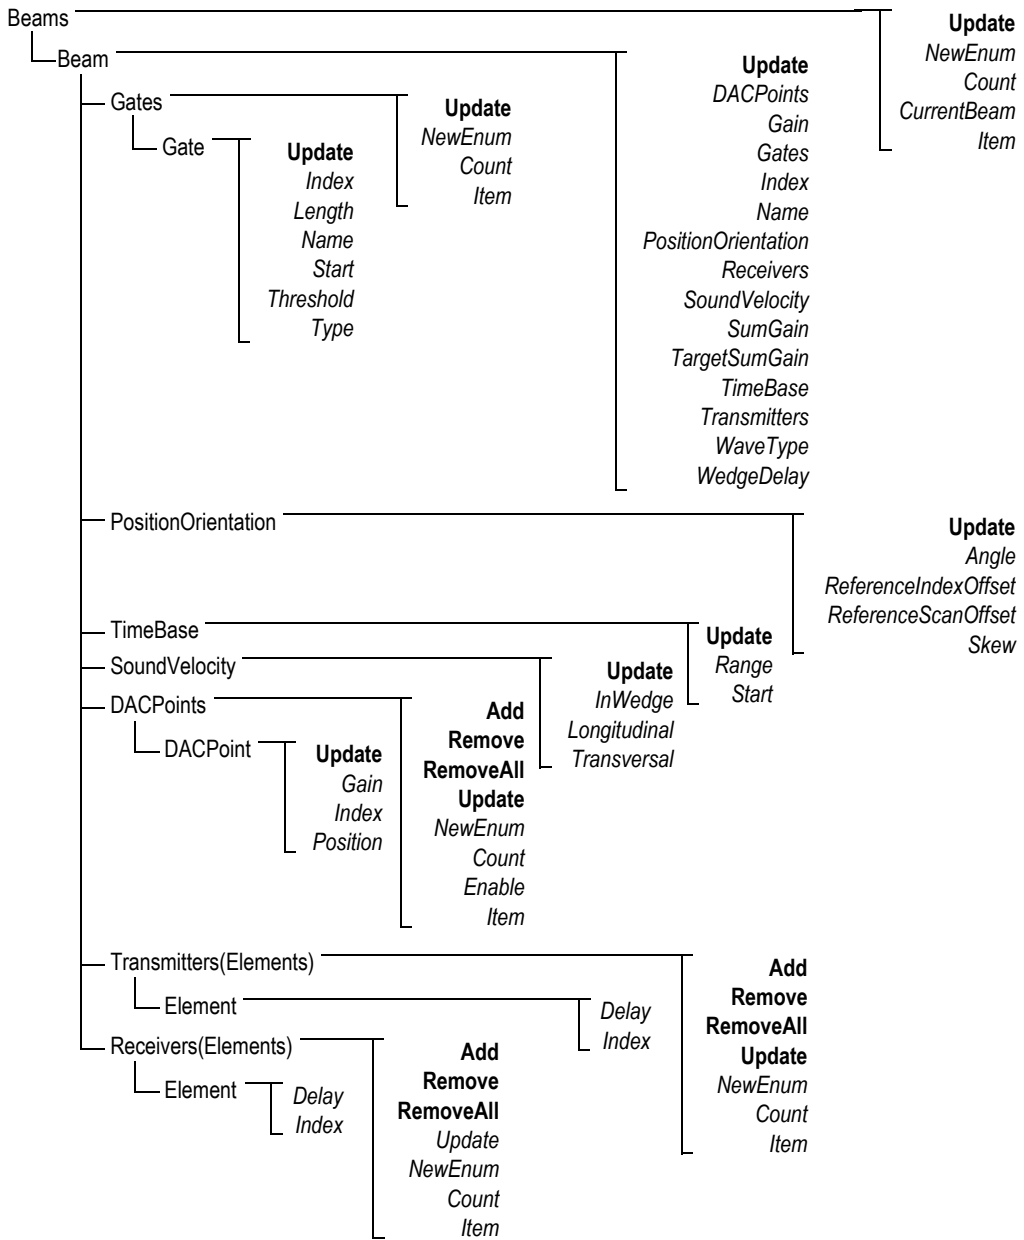 Beams
Update
NewEnum
Count
CurrentBeam
Item
Beam
Update
DACPoints
Gain
Gates
Index
Name
PositionOrientation
Receivers
SoundVelocity
SumGain
TargetSumGain
TimeBase
Transmitters
WaveType
WedgeDelay
Gates
Update
NewEnum
Count
Item
Gate
Update
Index
Length
Name
Start
Threshold
Type
PositionOrientation
Update
Angle
ReferenceIndexOffset
ReferenceScanOffset
Skew
TimeBase
Update
Range
Start
SoundVelocity
Update
InWedge
Longitudinal
Transversal
DACPoints
Add
Remove
RemoveAll
Update
NewEnum
Count
Enable
Item
DACPoint
Update
Gain
Index
Position
Transmitters(Elements)
Add
Remove
RemoveAll
Update
NewEnum
Count
Item
Element
Delay
Index
Receivers(Elements)
Add
Remove
RemoveAll
Update
NewEnum
Count
Item
Element
Delay
Index